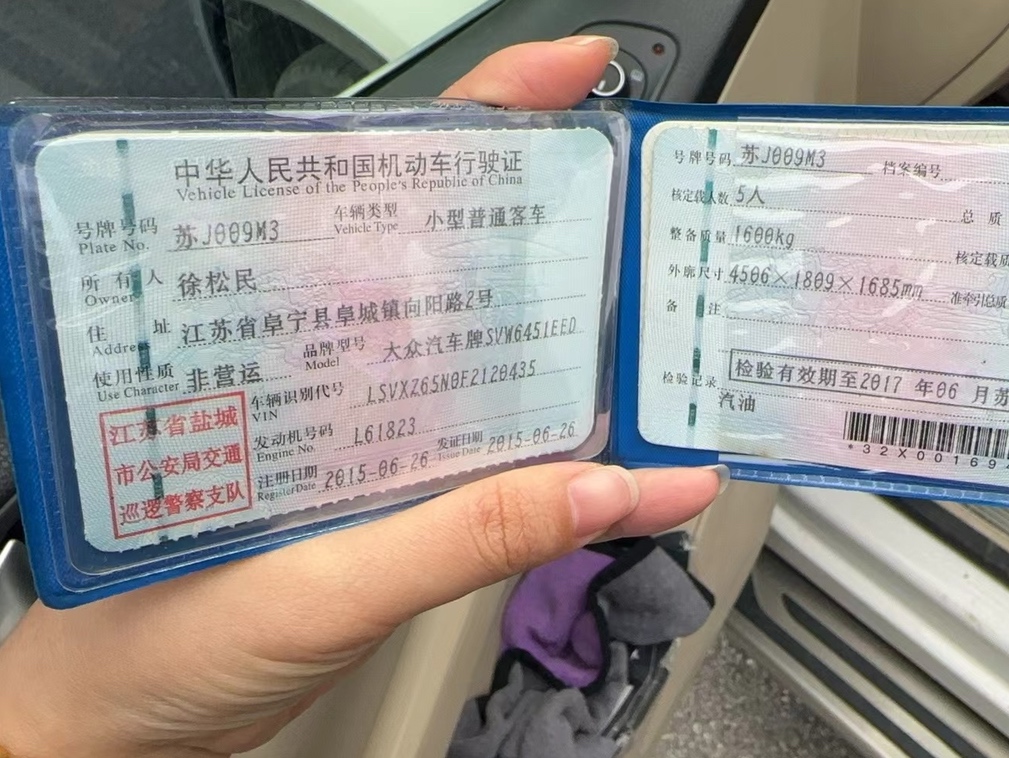 中华人民共和国机动车行驶证
Vehicle License of the People's Republic of China
号牌号码 苏J009M3 车辆类型 小型普通客车
Plate No. Vehicle Type
所有人 徐松民
Owner
住址 江苏省阜宁县阜城镇向阳路2号
Address
使用性质 非营运 品牌型号 大众汽车牌SVW6451EED
Use Character Model
江苏省盐城
市公安局交通
巡逻警察支队
车辆识别代号 LSVXZ65N0F2120435
VIN
发动机号码 L61823
Engine No.
注册日期 2015-06-26 发证日期 2015-06-26
Register Date Issue Date
号牌号码 苏J009M3 档案编号
核定载人数 5人 总质
整备质量 1600kg 核定载质
外廓尺寸 4506×1809×1685mm 准牵引总质
备注
检验记录 检验有效期至2017年06月苏
汽油
*32X00169